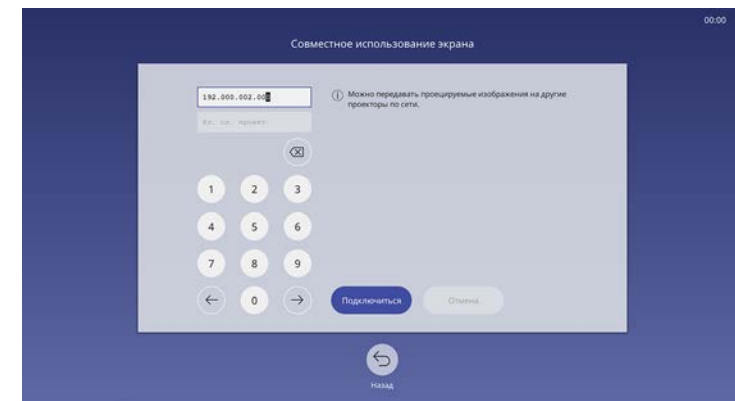 00:00
Совместное использование экрана
192.000.002.00
Можно передавать проецируемые изображения на другие
проекторы по сети.
1 2 3
4 5 6
7 8 9
0
Подключиться Отмена
Назад